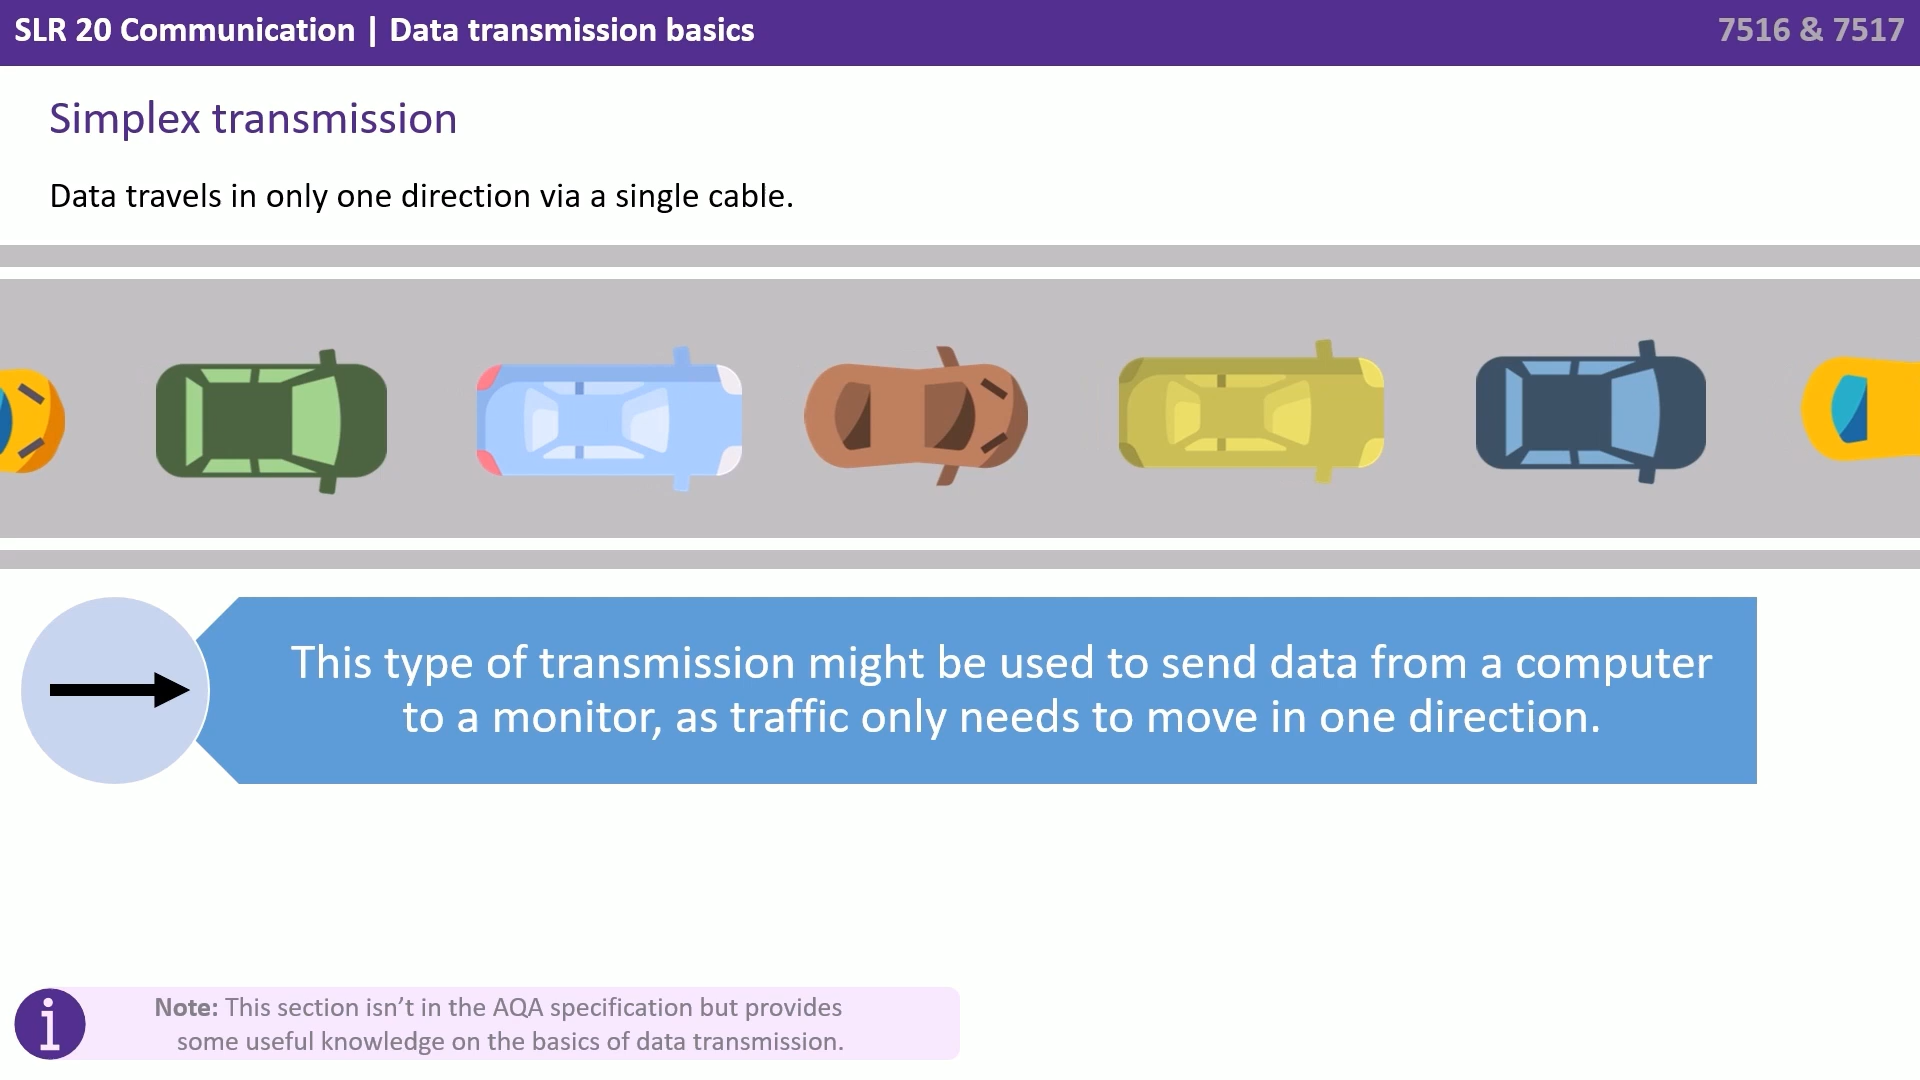 SLR 20 Communication | Data transmission basics
7516 & 7517
Simplex transmission
Data travels in only one direction via a single cable.
This type of transmission might be used to send data from a computer
to a monitor, as traffic only needs to move in one direction.
i
Note: This section isn’t in the AQA specification but provides
some useful knowledge on the basics of data transmission.